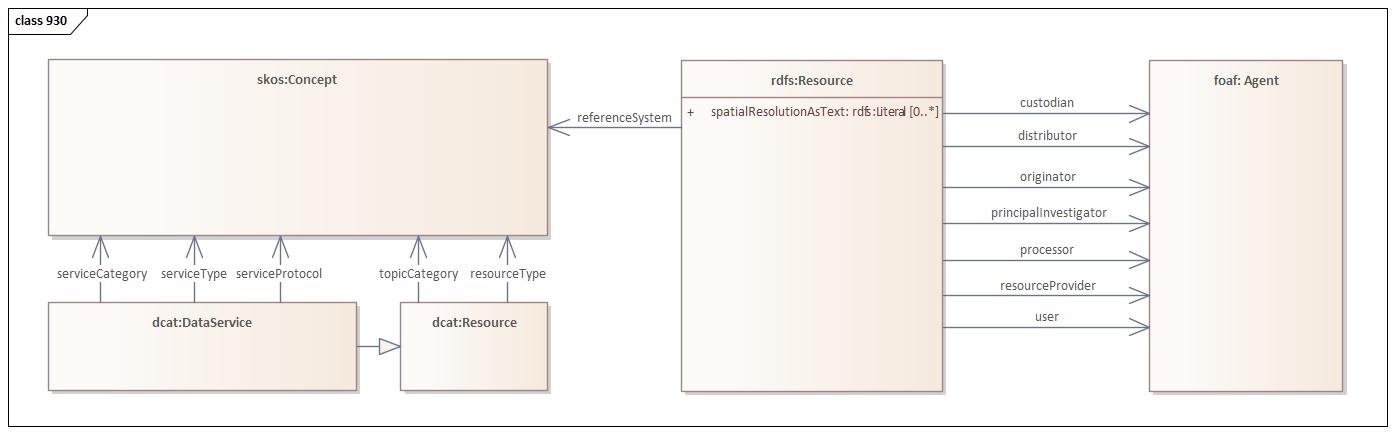 class 930
skos:Concept
rdfs:Resource
foaf: Agent
+ spatialResolutionAsText: rdfs:Literal [0..*]
referenceSystem
custodian
distributor
originator
principalInvestigator
processor
resourceProvider
user
serviceCategory
serviceType
serviceProtocol
topicCategory
resourceType
dcat:DataService
dcat:Resource